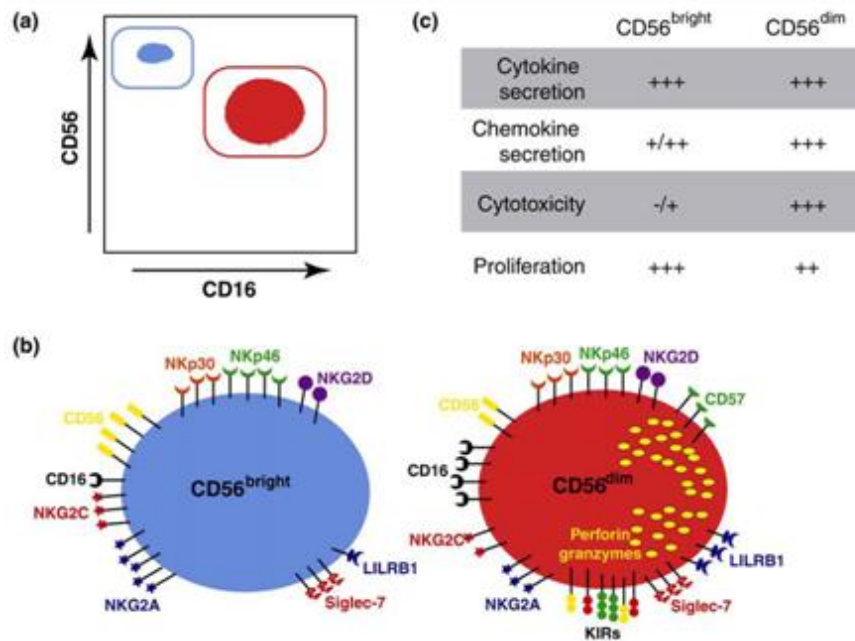 (a)
CD56
CD16
(c)
CD56bright CD56dim
Cytokine
secretion +++ +++
Chemokine
secretion +/++ +++
Cytotoxicity -/+ +++
Proliferation +++ ++
(b)
NKp30 NKp46 NKG2D
CD56
CD16
NKG2C
NKG2A
CD56bright
LILRB1
Siglec-7
NKp30 NKp46 NKG2D
CD57
CD56
CD16
CD56dim
NKG2C
Perforin
granzymes
NKG2A
LILRB1
Siglec-7
KIRs